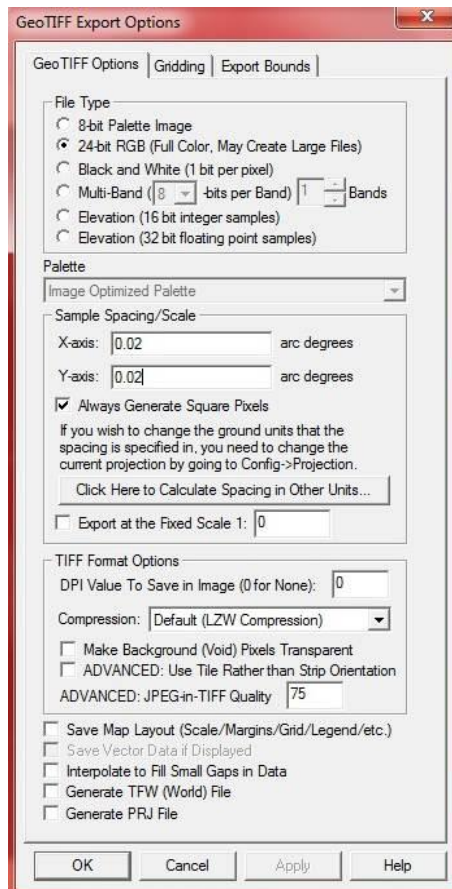 GeoTIFF Export Options
GeoTIFF Options Gridding Export Bounds
File Type
8-bit Palette Image
24-bit RGB (Full Color, May Create Large Files)
Black and White (1 bit per pixel)
Multi-Band ( 8 -bits per Band) 1 Bands
Elevation (16 bit integer samples)
Elevation (32 bit floating point samples)
Palette
Image Optimized Palette
Sample Spacing/Scale
X-axis: 0.02 arc degrees
Y-axis: 0.02 arc degrees
Always Generate Square Pixels
If you wish to change the ground units that the
spacing is specified in, you need to change the
current projection by going to Config->Projection.
Click Here to Calculate Spacing in Other Units...
Export at the Fixed Scale 1: 0
TIFF Format Options
DPI Value To Save in Image (0 for None): 0
Compression: Default (LZW Compression)
Make Background (Void) Pixels Transparent
ADVANCED: Use Tile Rather than Strip Orientation
ADVANCED: JPEG-in-TIFF Quality 75
Save Map Layout (Scale/Margins/Grid/Legend/etc.)
Save Vector Data if Displayed
Interpolate to Fill Small Gaps in Data
Generate TFW (World) File
Generate PRJ File
OK Cancel Apply Help